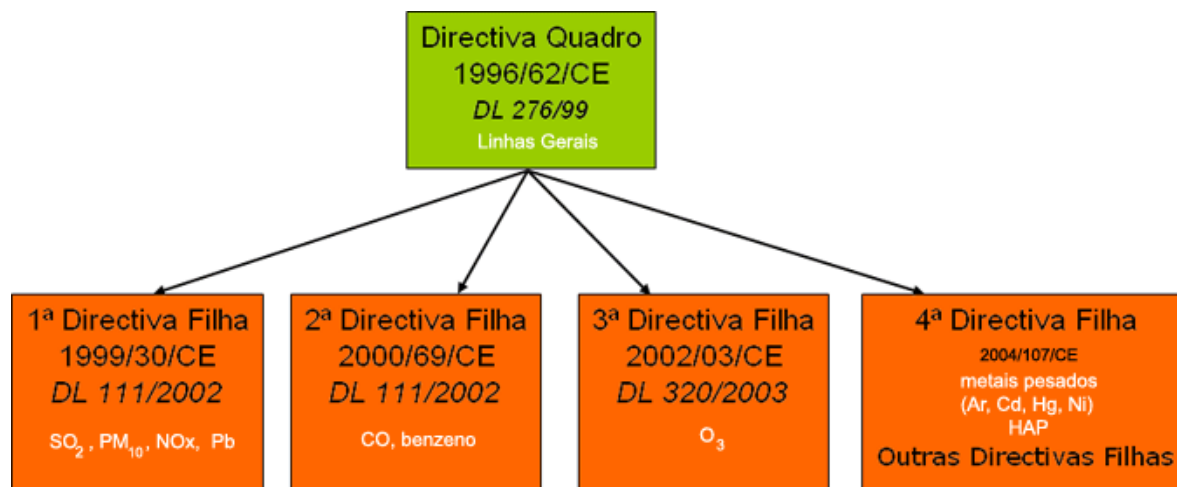 Directiva Quadro
1996/62/CE
DL 276/99
Linhas Gerais
1ª Directiva Filha
1999/30/CE
DL 111/2002
SO2 , PM10, NOx, Pb
2ª Directiva Filha
2000/69/CE
DL 111/2002
CO, benzeno
3ª Directiva Filha
2002/03/CE
DL 320/2003
O3
4ª Directiva Filha
2004/107/CE
metais pesados
(Ar, Cd, Hg, Ni)
HAP
Outras Directivas Filhas